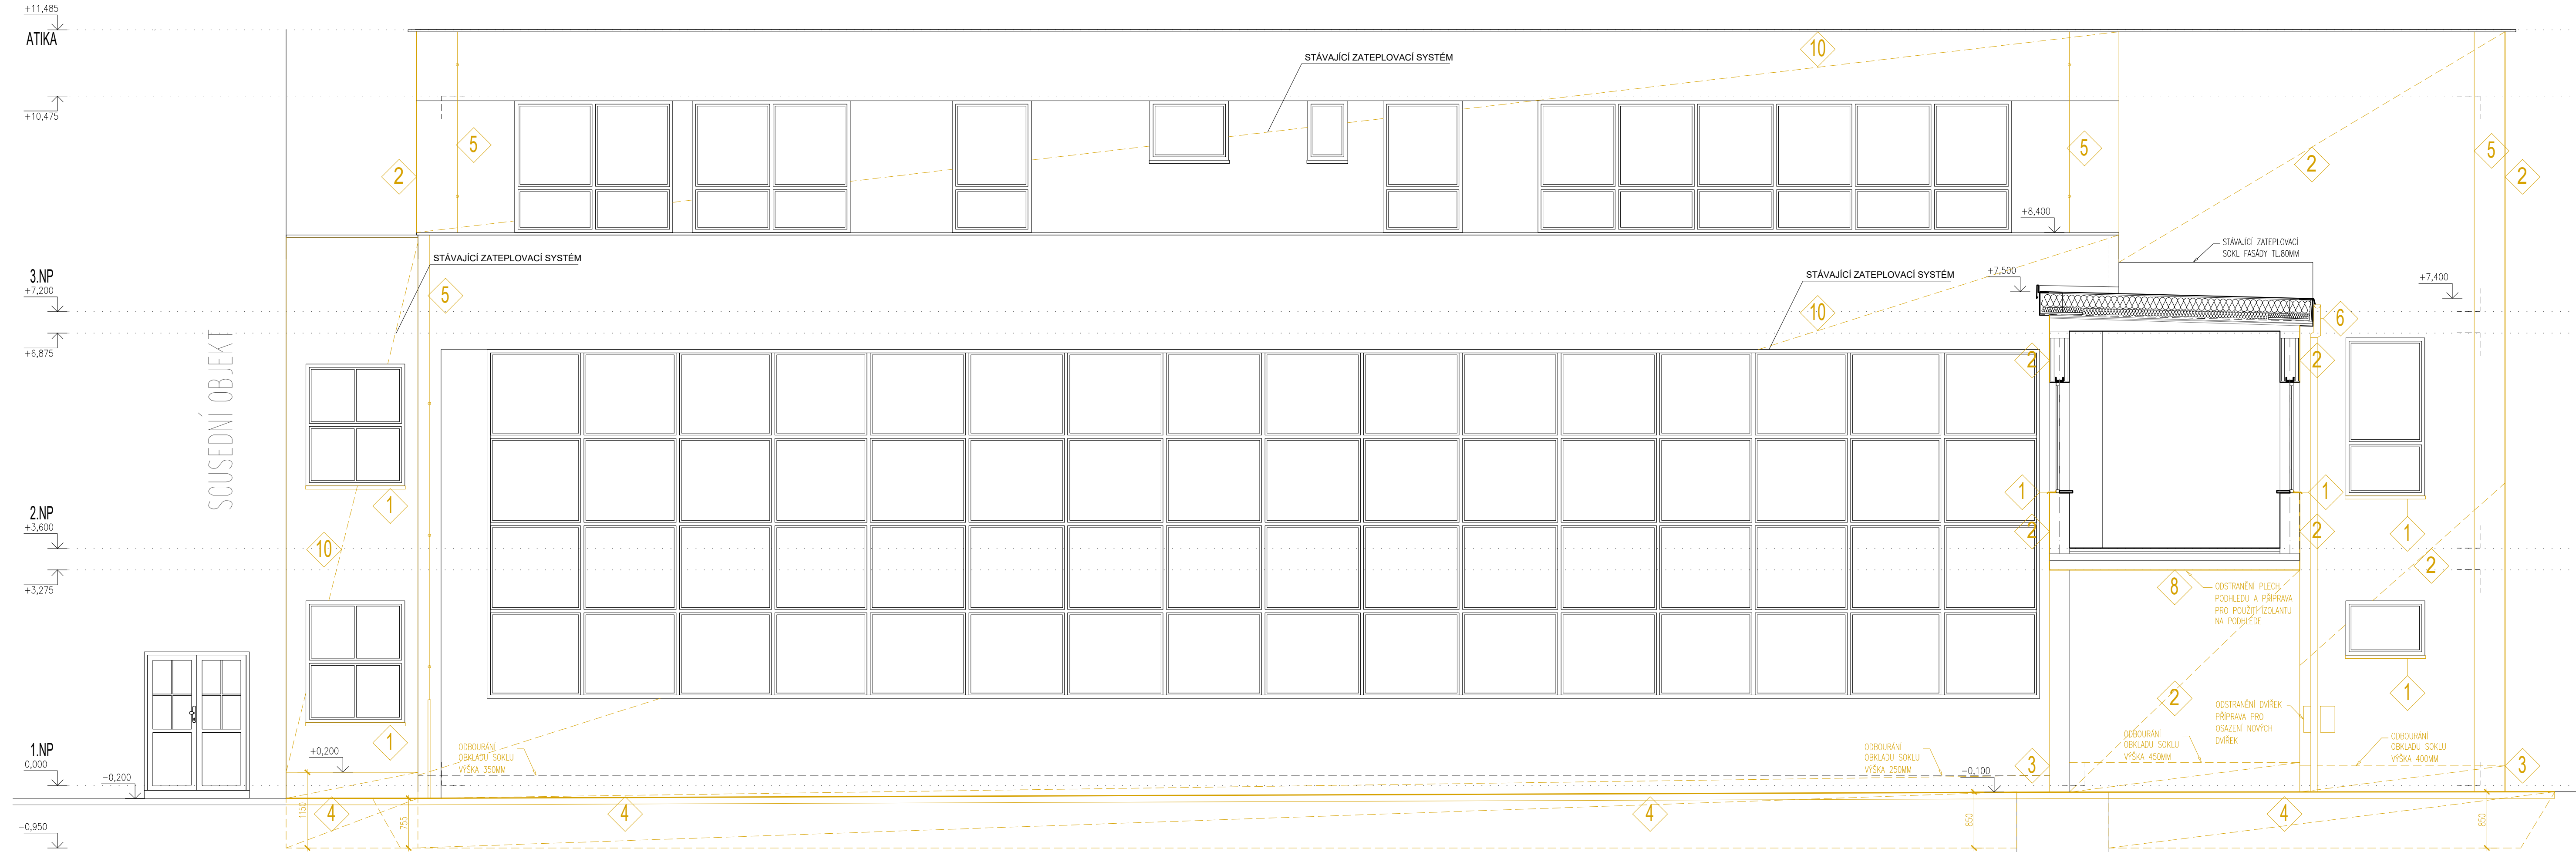 +11,485
ATIKA
STÁVAJÍCÍ ZATEPLOVACÍ SYSTÉM
10
+10,475
5
5
5
2
2
2
+8,400
STÁVAJÍCÍ ZATEPLOVACÍ
SOKL FASÁDY TL.80MM
STÁVAJÍCÍ ZATEPLOVACÍ SYSTÉM
3.NP
+7,200
5
STÁVAJÍCÍ ZATEPLOVACÍ SYSTÉM
+7,500
+7,400
10
6
+6,875
SOUSEDNÍ OBJEKT
2
2
1
1
1
2.NP
+3,600
2
2
1
10
2
+3,275
8
ODSTRANĚNÍ PLECH.
PODHLEDU A PŘÍPRAVA
PRO POUŽITÍ IZOLANTU
NA PODHLEDE
2
1
ODSTRANĚNÍ DVÍŘEK
PŘÍPRAVA PRO
OSAZENÍ NOVÝCH
DVÍŘEK
1
1.NP
0,000
+0,200
ODBOURÁNÍ
OBKLADU SOKLU
VÝŠKA 350MM
ODBOURÁNÍ
OBKLADU SOKLU
VÝŠKA 250MM
ODBOURÁNÍ
OBKLADU SOKLU
VÝŠKA 450MM
ODBOURÁNÍ
OBKLADU SOKLU
VÝŠKA 400MM
-0,200
-0,100
3
3
1150
4
755
4
4
850
4
850
-0,950